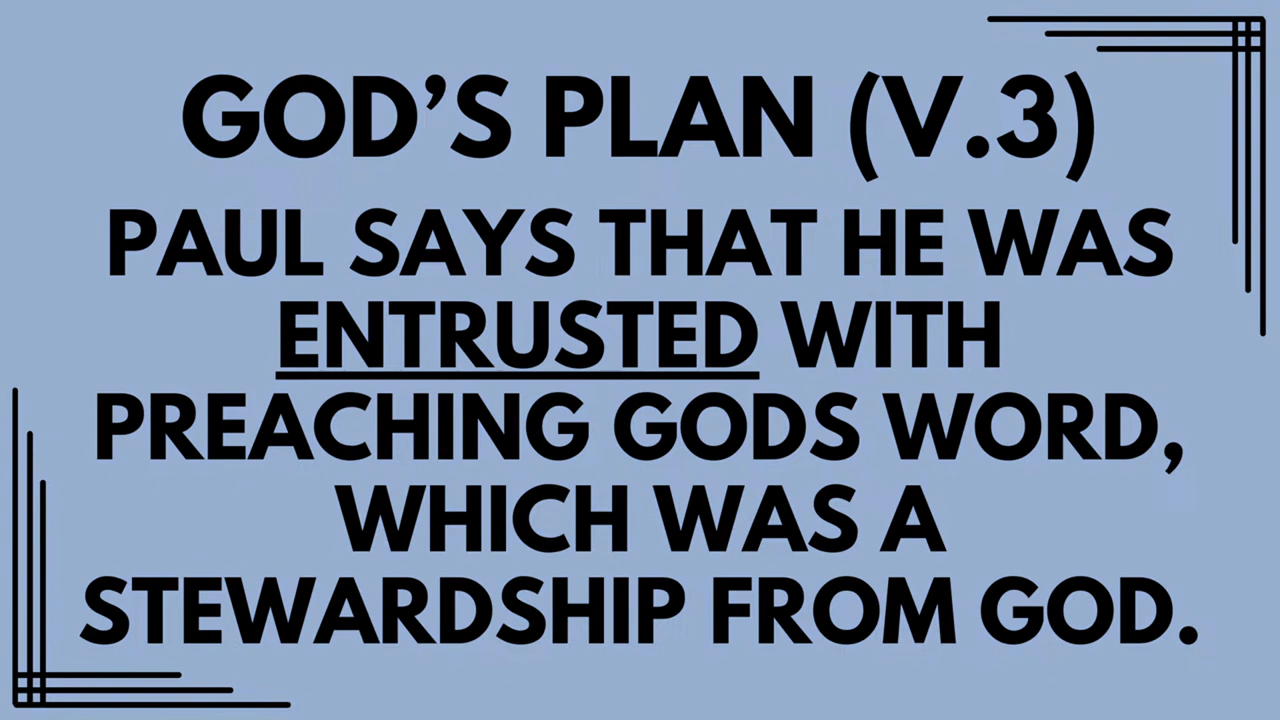 GOD’S PLAN (V.3)
PAUL SAYS THAT HE WAS
ENTRUSTED WITH
PREACHING GODS WORD,
WHICH WAS A
STEWARDSHIP FROM GOD.